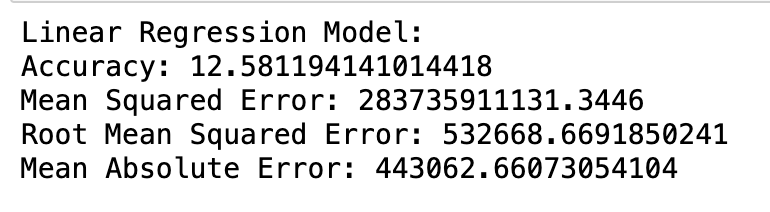 Linear Regression Model:
Accuracy: 12.581194141014418
Mean Squared Error: 283735911131.3446
Root Mean Squared Error: 532668.6691850241
Mean Absolute Error: 443062.66073054104